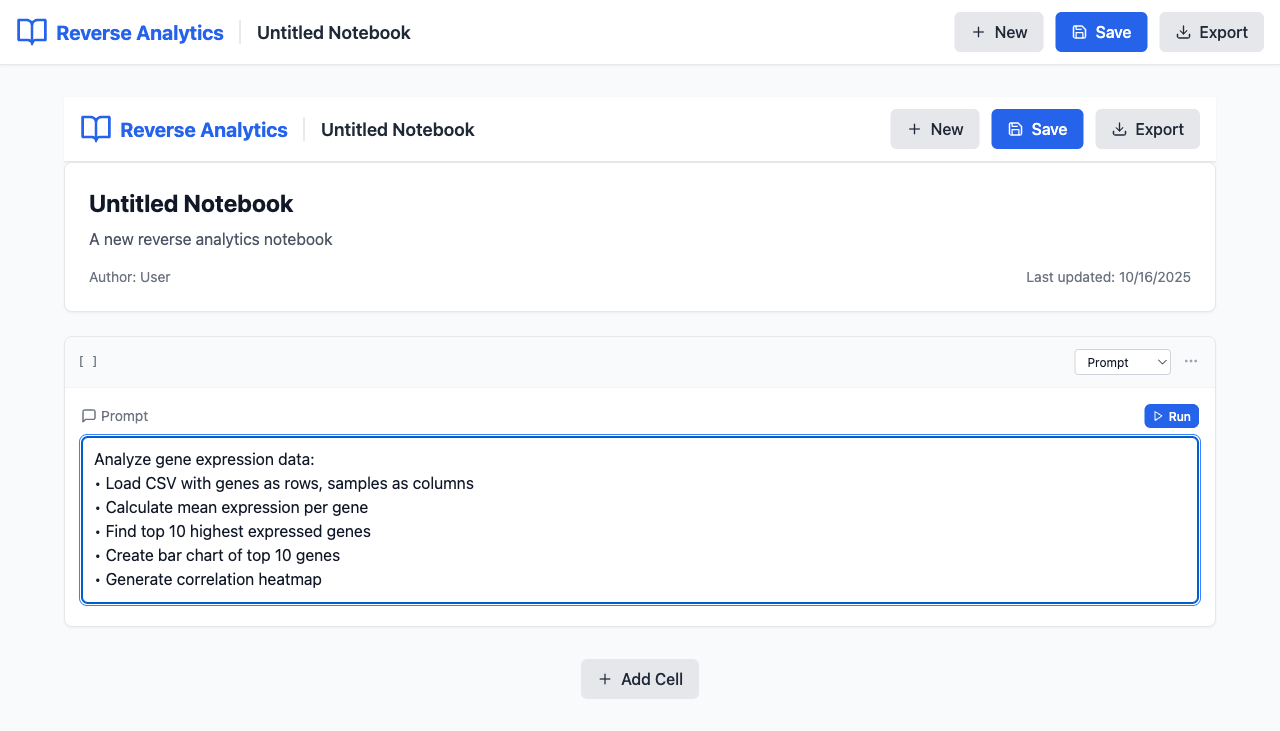 Reverse Analytics Untitled Notebook New Save Export
Reverse Analytics Untitled Notebook New Save Export
Untitled Notebook
A new reverse analytics notebook
Author: User Last updated: 10/16/2025
[ ] Prompt ...
Prompt Run
Analyze gene expression data:
• Load CSV with genes as rows, samples as columns
• Calculate mean expression per gene
• Find top 10 highest expressed genes
• Create bar chart of top 10 genes
• Generate correlation heatmap
Add Cell